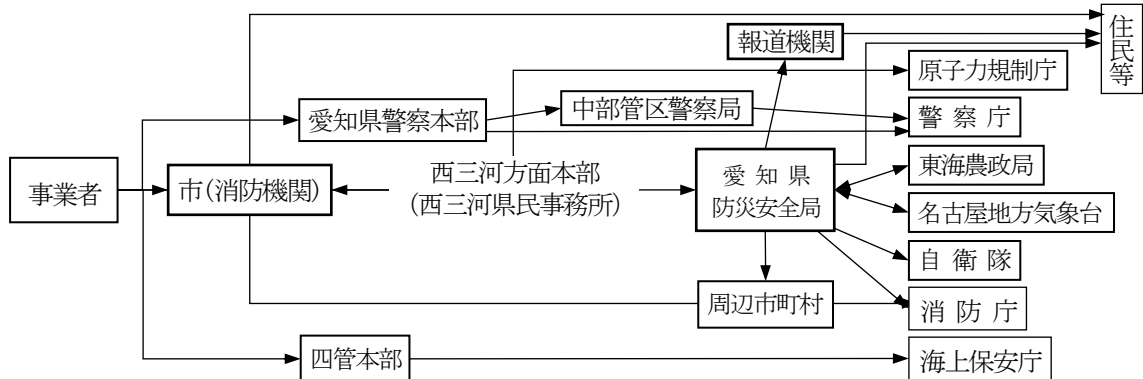 住民等
報道機関
原子力規制庁
愛知県警察本部
中部管区警察局
警察庁
事業者
市(消防機関)
西三河方面本部
(西三河県民事務所)
愛知県
防災安全局
東海農政局
名古屋地方気象台
自衛隊
周辺市町村
消防庁
四管本部
海上保安庁